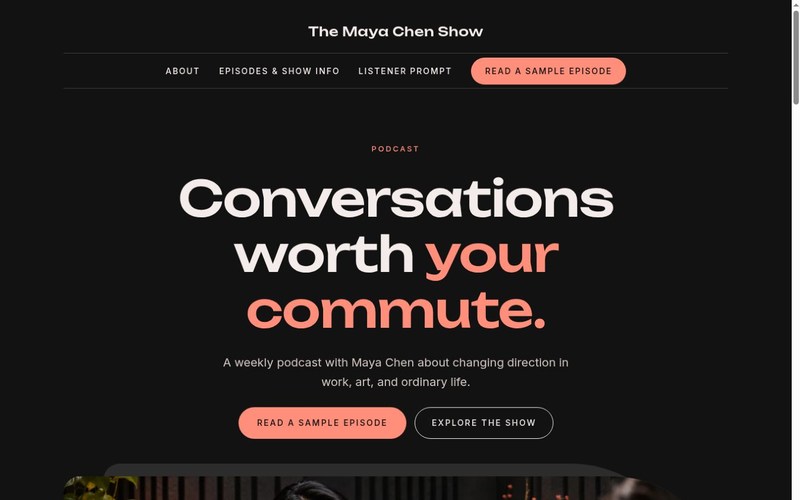 The Maya Chen Show
ABOUT
EPISODES & SHOW INFO
LISTENER PROMPT
READ A SAMPLE EPISODE
PODCAST
Conversations
worth your
commute.
A weekly podcast with Maya Chen about changing direction in
work, art, and ordinary life.
READ A SAMPLE EPISODE
EXPLORE THE SHOW